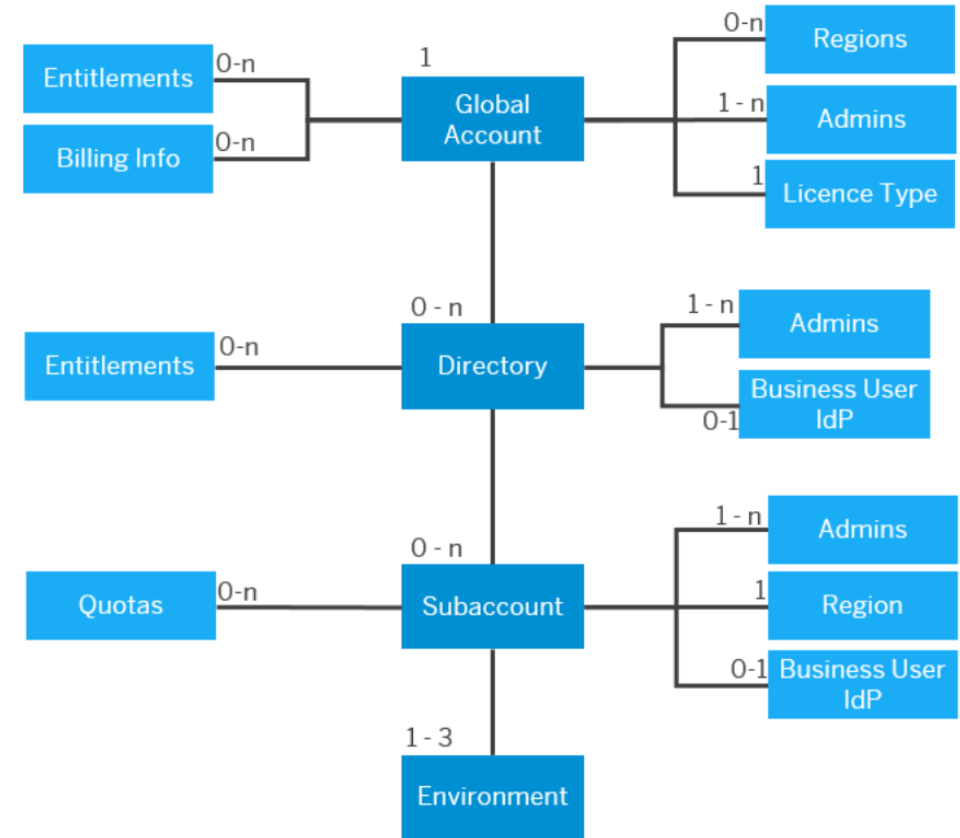 0-n
Regions
Entitlements
0-n
1
Global
Account
1 - n
Admins
Billing Info
0-n
1
Licence Type
0 - n
1 - n
Admins
Entitlements
0-n
Directory
Business User
IdP
0-1
0 - n
1 - n
Admins
Quotas
0-n
Subaccount
1
Region
0-1
Business User
IdP
1 - 3
Environment